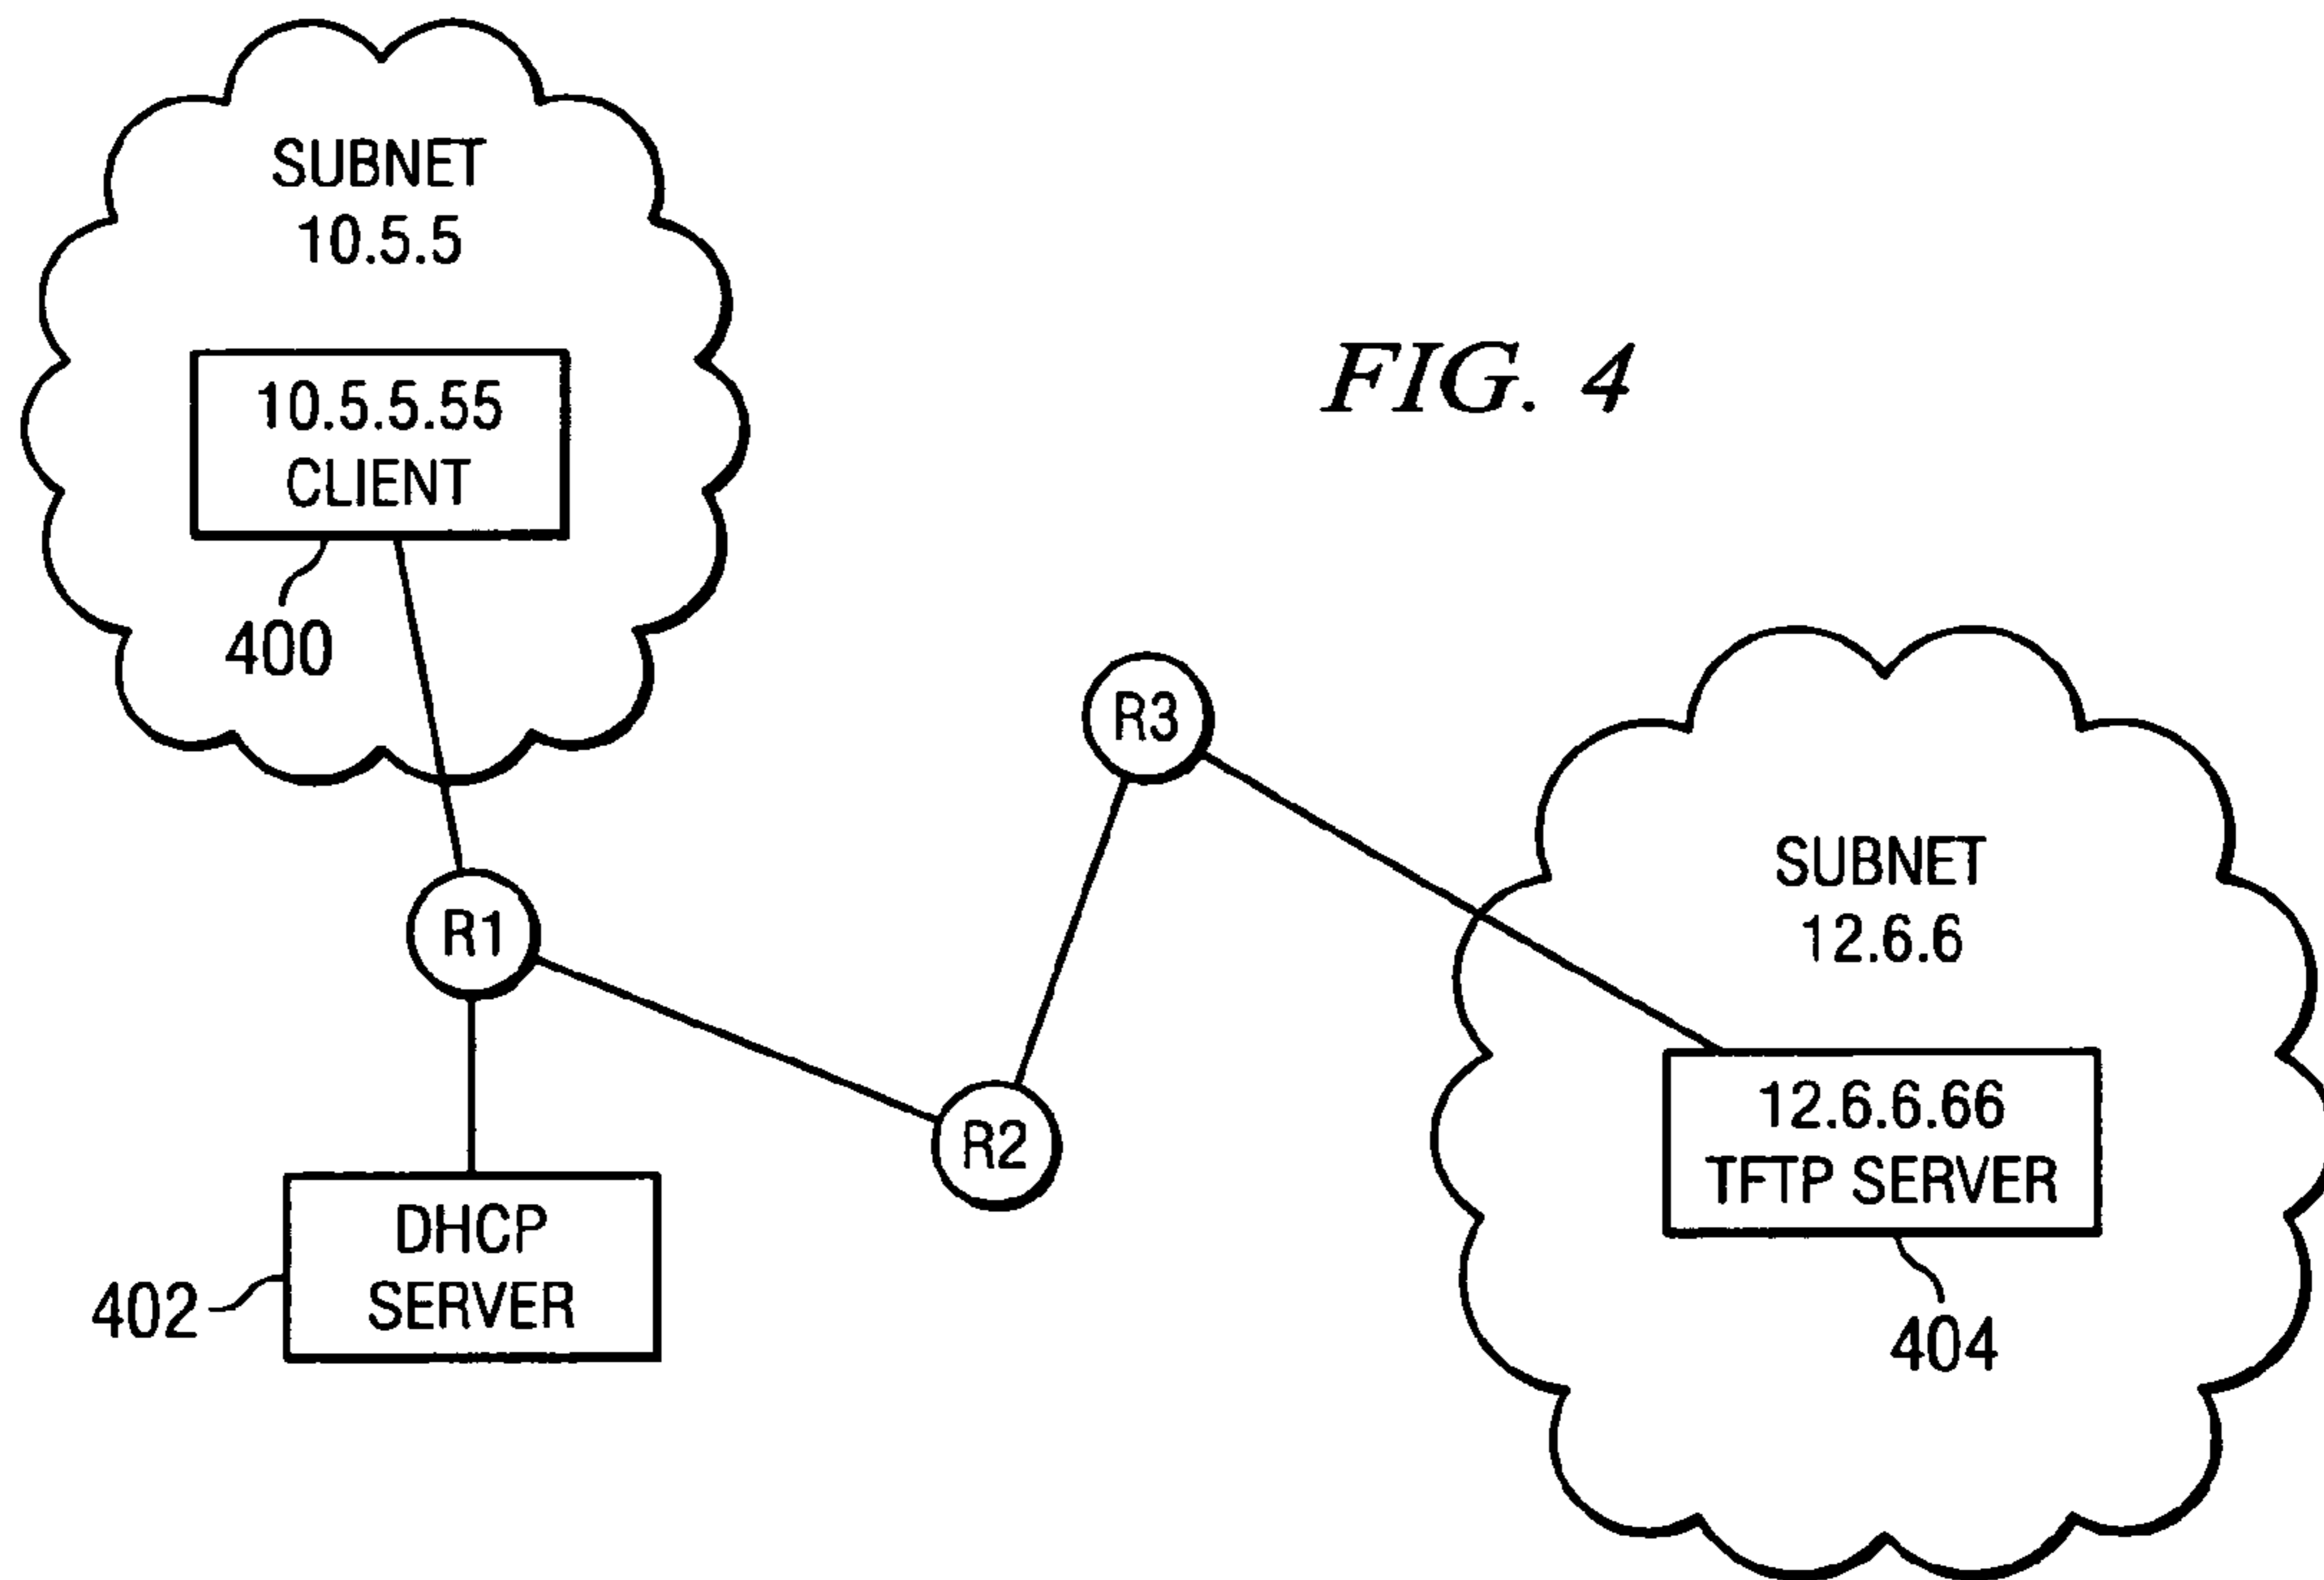 SUBNET
10.5.5
10.5.5.55
CLIENT
400
FIG. 4
R3
R1
R2
SUBNET
12.6.6
12.6.6.66
TFTP SERVER
404
DHCP
SERVER
402